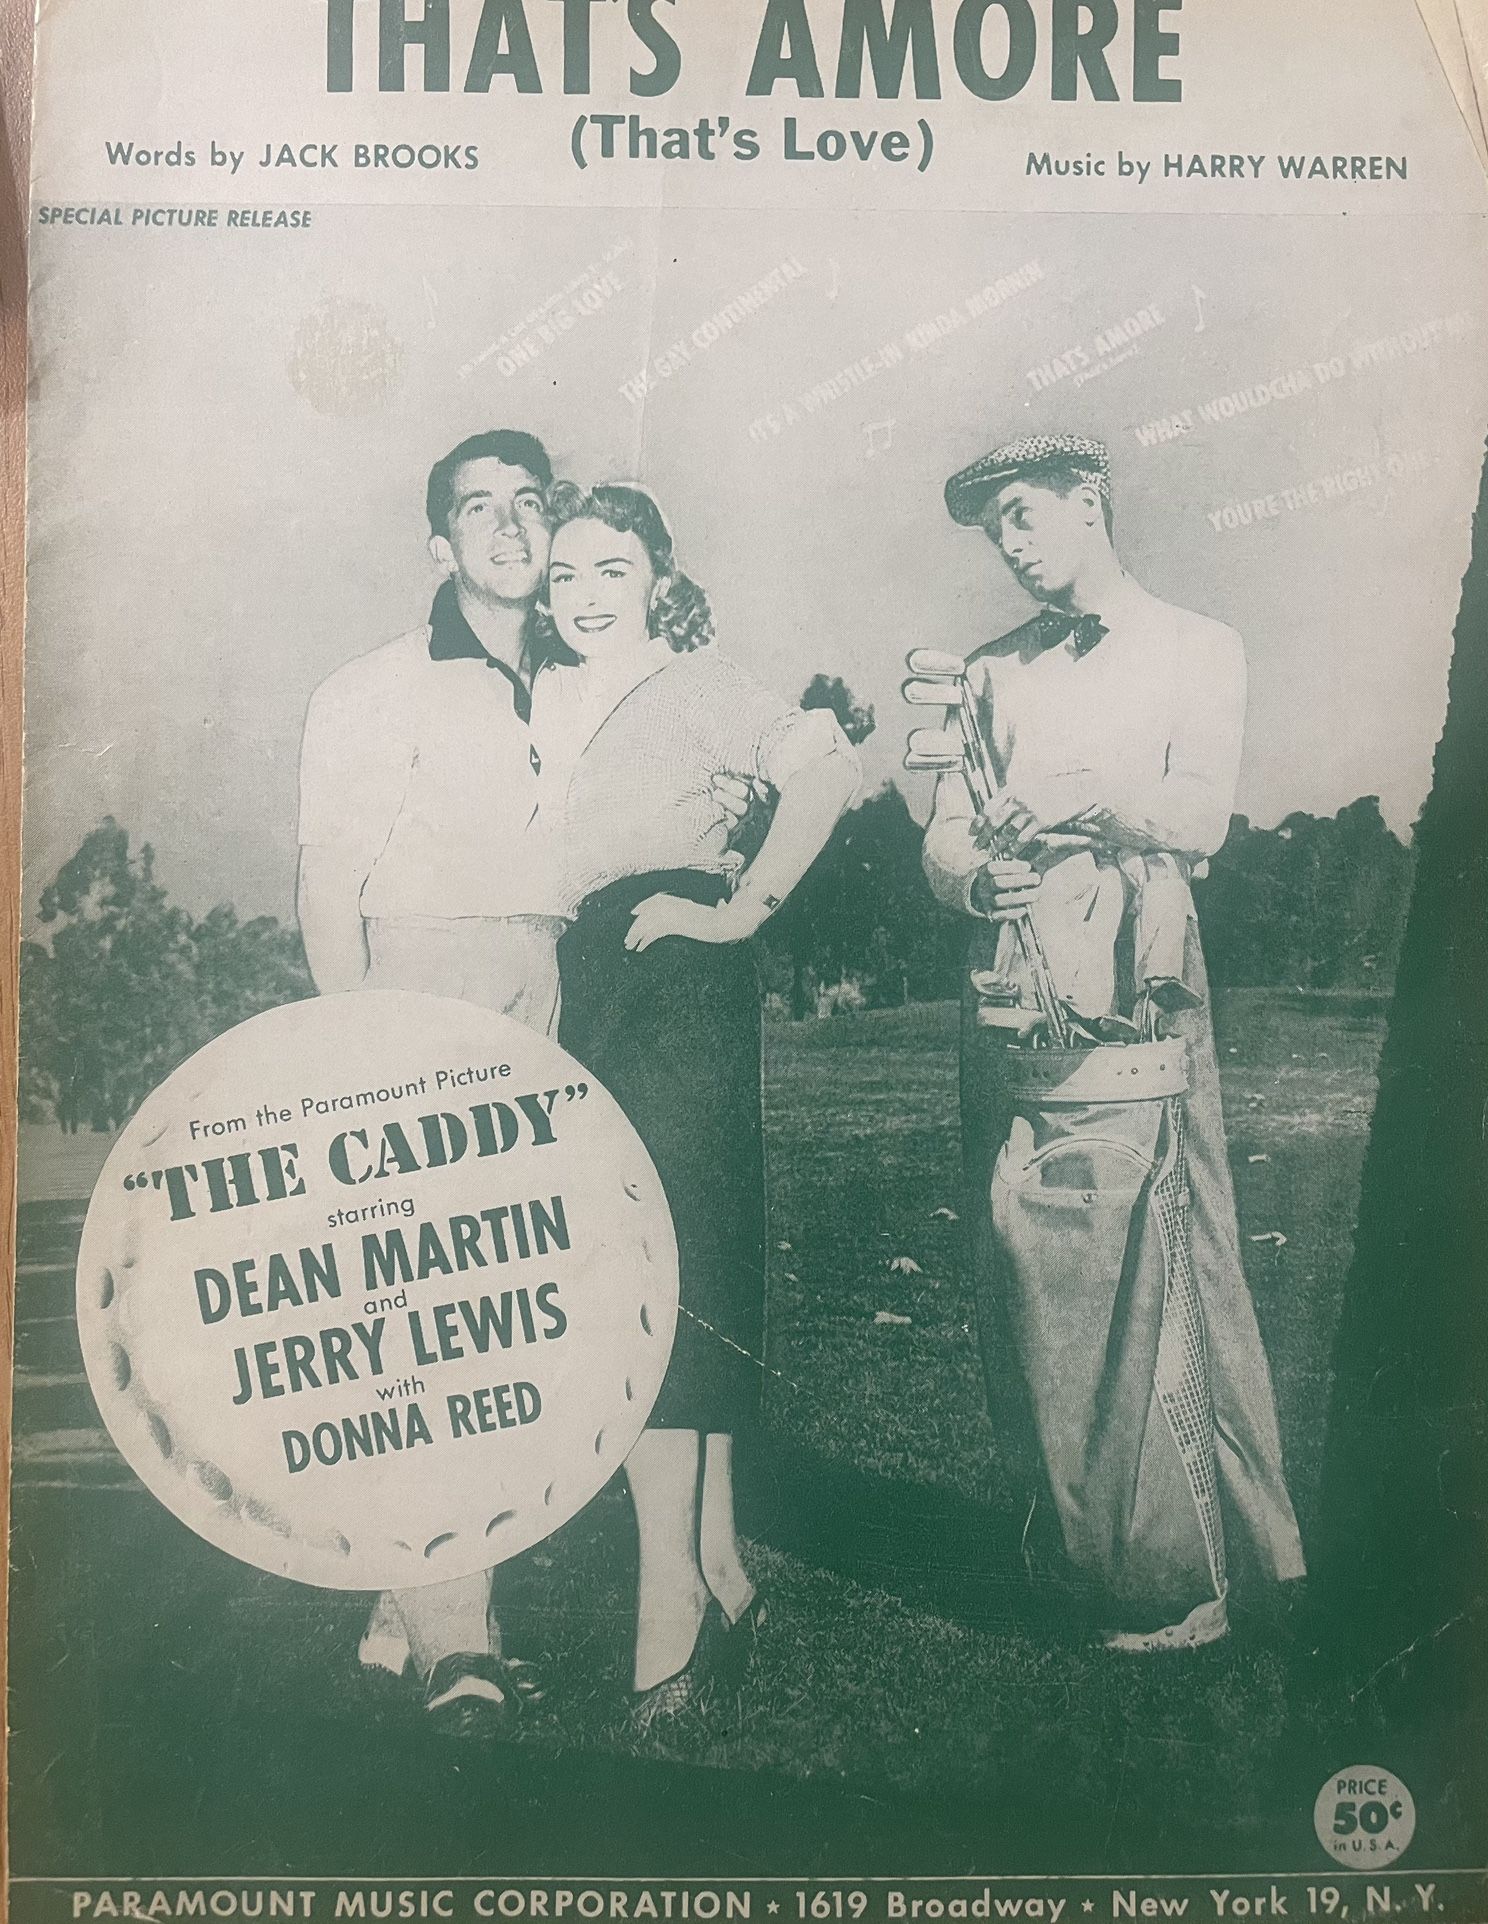 THAT'S AMORE
(That's Love)
Words by JACK BROOKS
Music by HARRY WARREN
SPECIAL PICTURE RELEASE
ONE BIG LOVE
THE GAY CONTINENTAL
IT'S A WHISTLE-IN KINDA MORNIN'
THAT'S AMORE
(That's Love)
WHAT WOULDCHA DO WITHOUT ME
YOU'RE THE RIGHT ONE
From the Paramount Picture
"THE CADDY"
starring
DEAN MARTIN
and
JERRY LEWIS
with
DONNA REED
PRICE
50¢
in U.S.A.
PARAMOUNT MUSIC CORPORATION ★ 1619 Broadway ★ New York 19, N. Y.